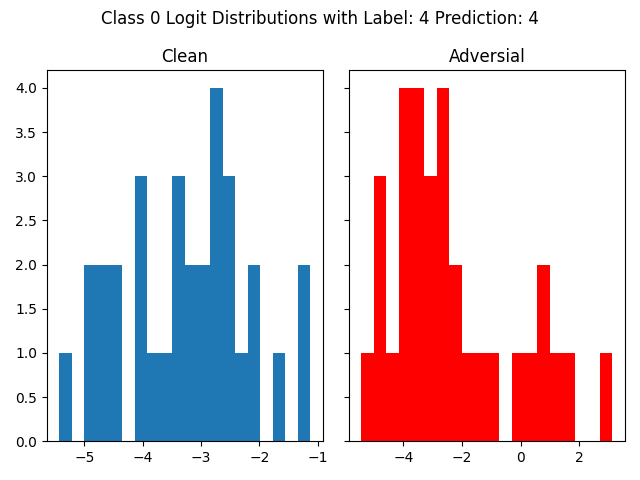 Class 0 Logit Distributions with Label: 4 Prediction: 4
Clean
Adversial
4.0
3.5
3.0
2.5
2.0
1.5
1.0
0.5
0.0
−5 −4 −3 −2 −1
−4 −2 0 2